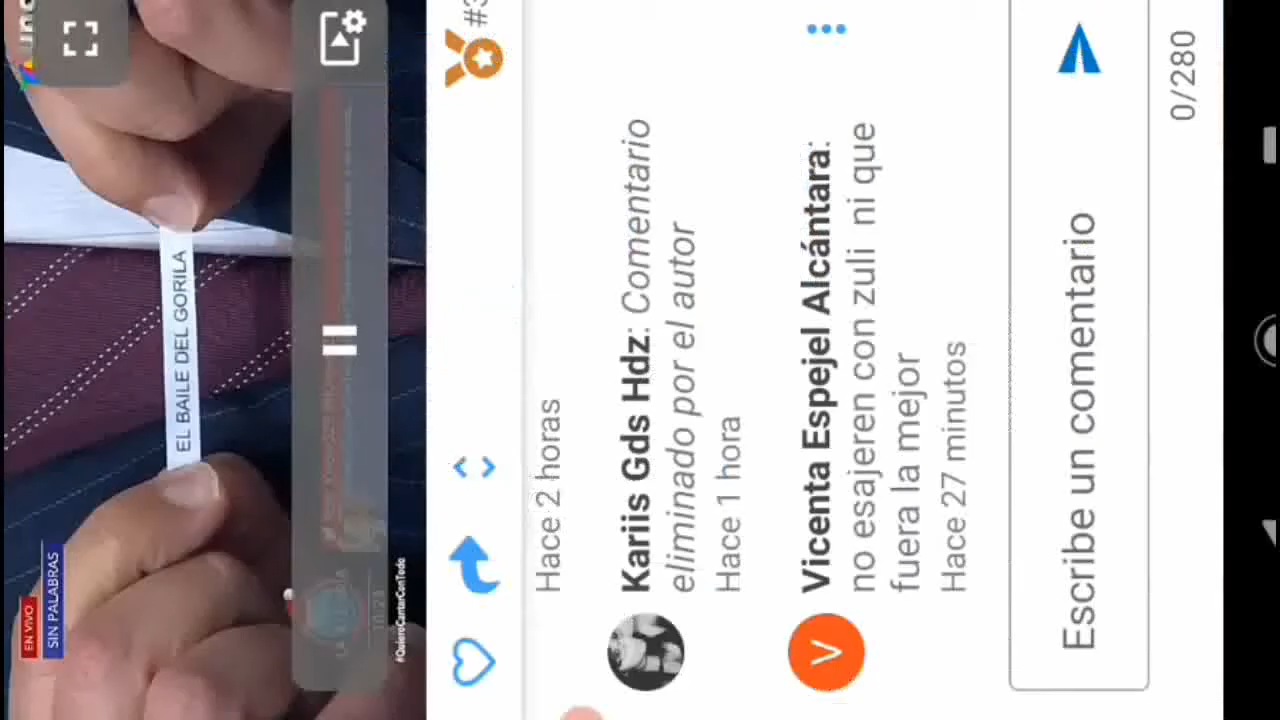 EN VIVO
SIN PALABRAS
EL BAILE DEL GORILA
10:23
#QuieroCantarConTodo
Hace 2 horas
Kariis Gds Hdz: Comentario
eliminado por el autor
Hace 1 hora
V
Vicenta Espejel Alcántara:
no esajeren con zuli ni que
fuera la mejor
Hace 27 minutos
Escribe un comentario
0/280